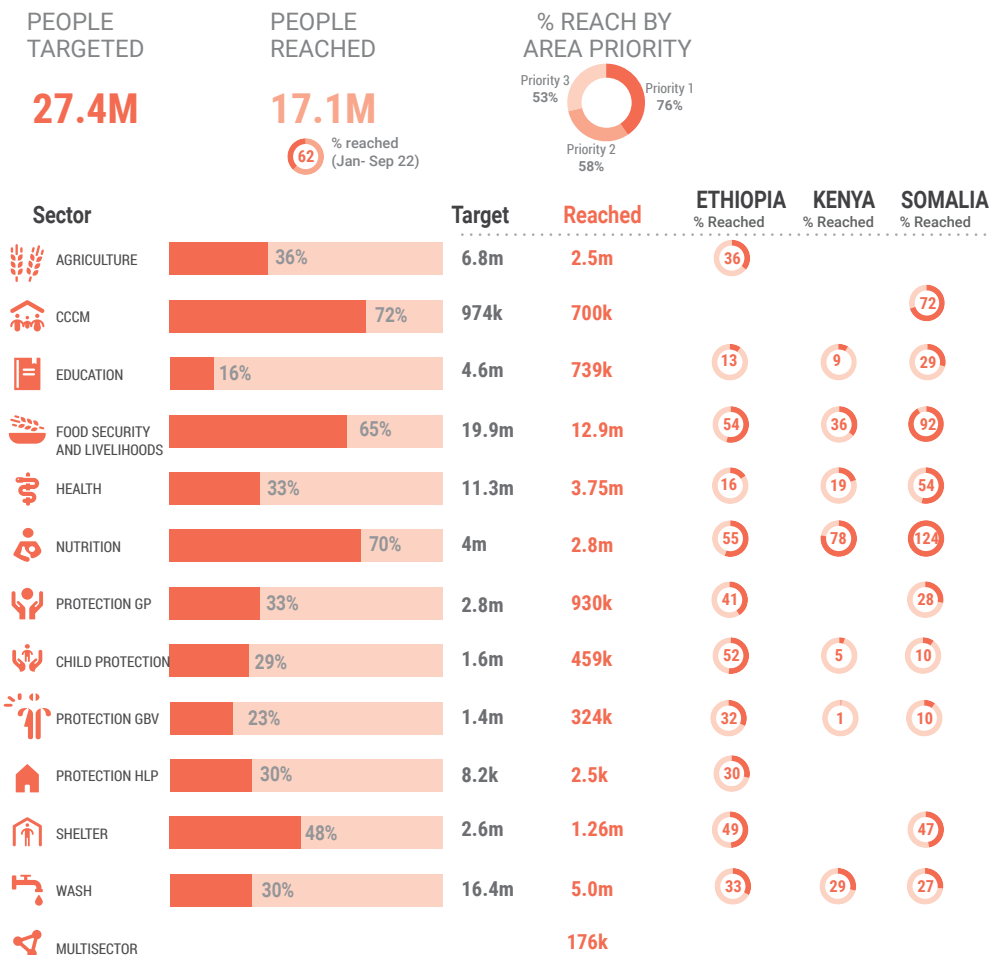 PEOPLE
TARGETED
27.4M
PEOPLE
REACHED
17.1M
62
% reached
(Jan- Sep 22)
% REACH BY
AREA PRIORITY
Priority 3
53%
Priority 1
76%
Priority 2
58%
Sector Target Reached ETHIOPIA KENYA SOMALIA
% Reached % Reached % Reached
AGRICULTURE 36% 6.8m 2.5m 36
CCCM 72% 974k 700k 72
EDUCATION 16% 4.6m 739k 13 9 29
FOOD SECURITY 65% 19.9m 12.9m 54 36 92
AND LIVELIHOODS
HEALTH 33% 11.3m 3.75m 16 19 54
NUTRITION 70% 4m 2.8m 55 78 124
PROTECTION GP 33% 2.8m 930k 41 28
CHILD PROTECTION 29% 1.6m 459k 52 5 10
PROTECTION GBV 23% 1.4m 324k 32 1 10
PROTECTION HLP 30% 8.2k 2.5k 30
SHELTER 48% 2.6m 1.26m 49 47
WASH 30% 16.4m 5.0m 33 29 27
MULTISECTOR 176k